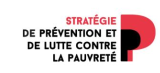 STRATÉGIE
DE PRÉVENTION ET
DE LUTTE CONTRE
LA PAUVRETÉ